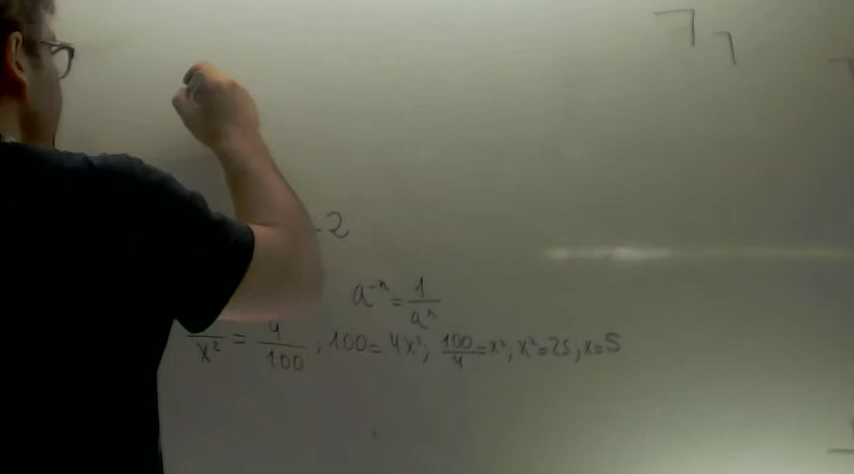 -2
a⁻ⁿ = 1/aⁿ
/x² = 4/100 ; 100 = 4x² ; 100/4 = x² ; x² = 25 , x = 5